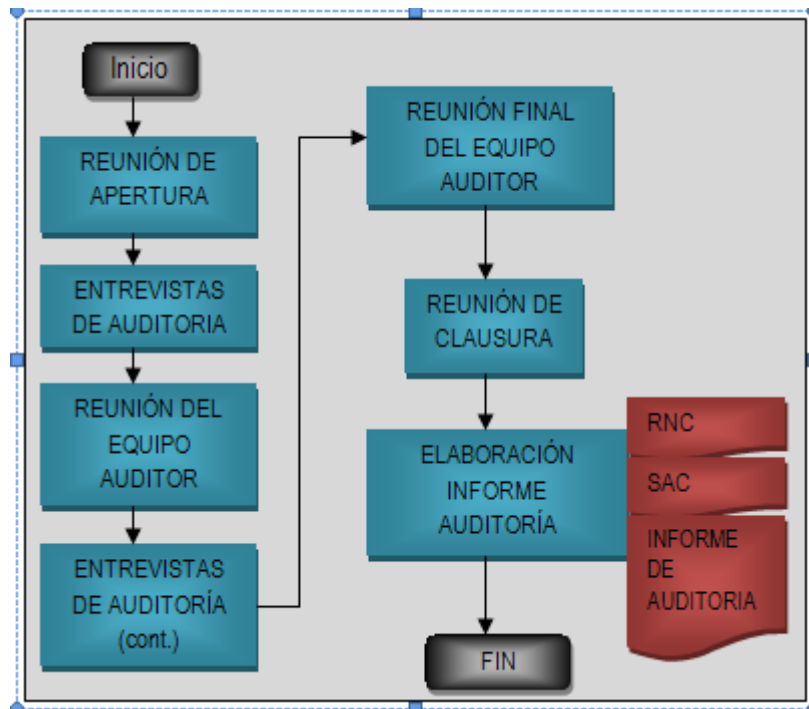 Inicio
REUNIÓN DE
APERTURA
ENTREVISTAS
DE AUDITORIA
REUNIÓN DEL
EQUIPO
AUDITOR
ENTREVISTAS
DE AUDITORÍA
(cont.)
REUNIÓN FINAL
DEL EQUIPO
AUDITOR
REUNIÓN DE
CLAUSURA
ELABORACIÓN
INFORME
AUDITORÍA
RNC
SAC
INFORME
DE
AUDITORIA
FIN